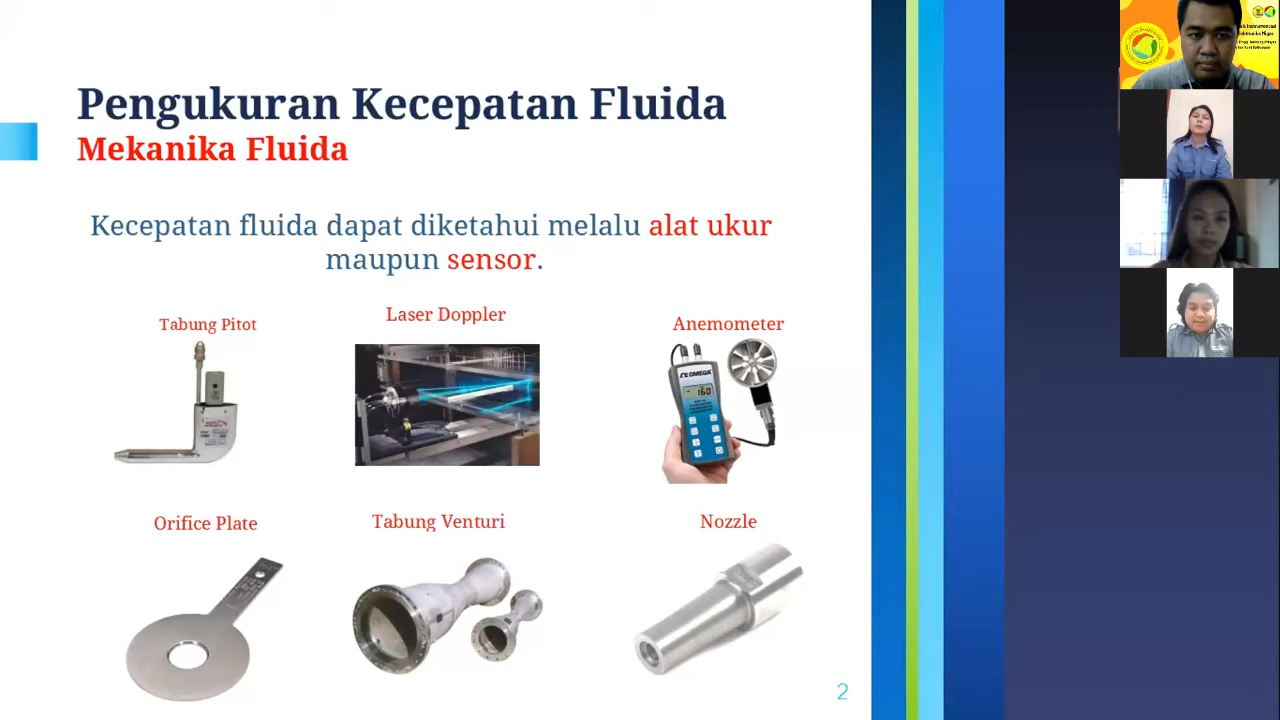 Pengukuran Kecepatan Fluida
Mekanika Fluida
Kecepatan fluida dapat diketahui melalu alat ukur
maupun sensor.
Tabung Pitot
Laser Doppler
Anemometer
OMEGA
160
Orifice Plate
Tabung Venturi
Nozzle
2